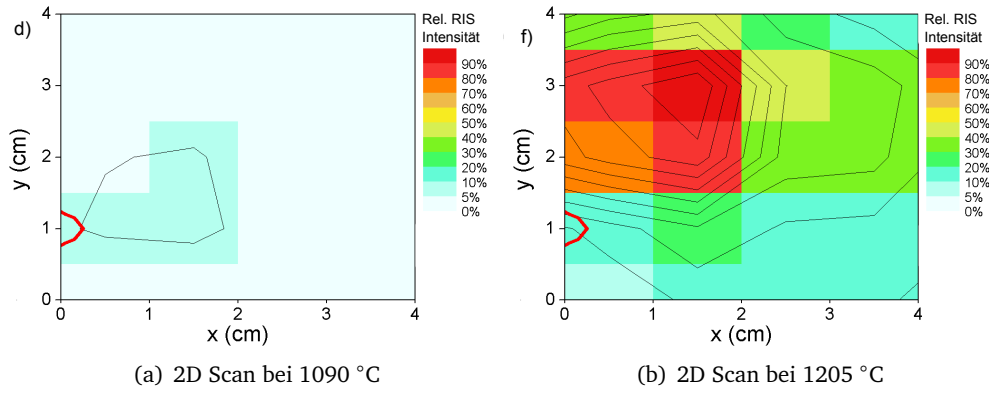 d)
Rel. RIS
Intensität
90%
80%
70%
60%
50%
40%
30%
20%
10%
0%
4
3
2
1
0
y (cm)
0 1 2 3 4
x (cm)
(a) 2D Scan bei 1090 °C
f)
Rel. RIS
Intensität
90%
80%
70%
60%
50%
40%
30%
20%
10%
0%
4
3
2
1
0
y (cm)
0 1 2 3 4
x (cm)
(b) 2D Scan bei 1205 °C